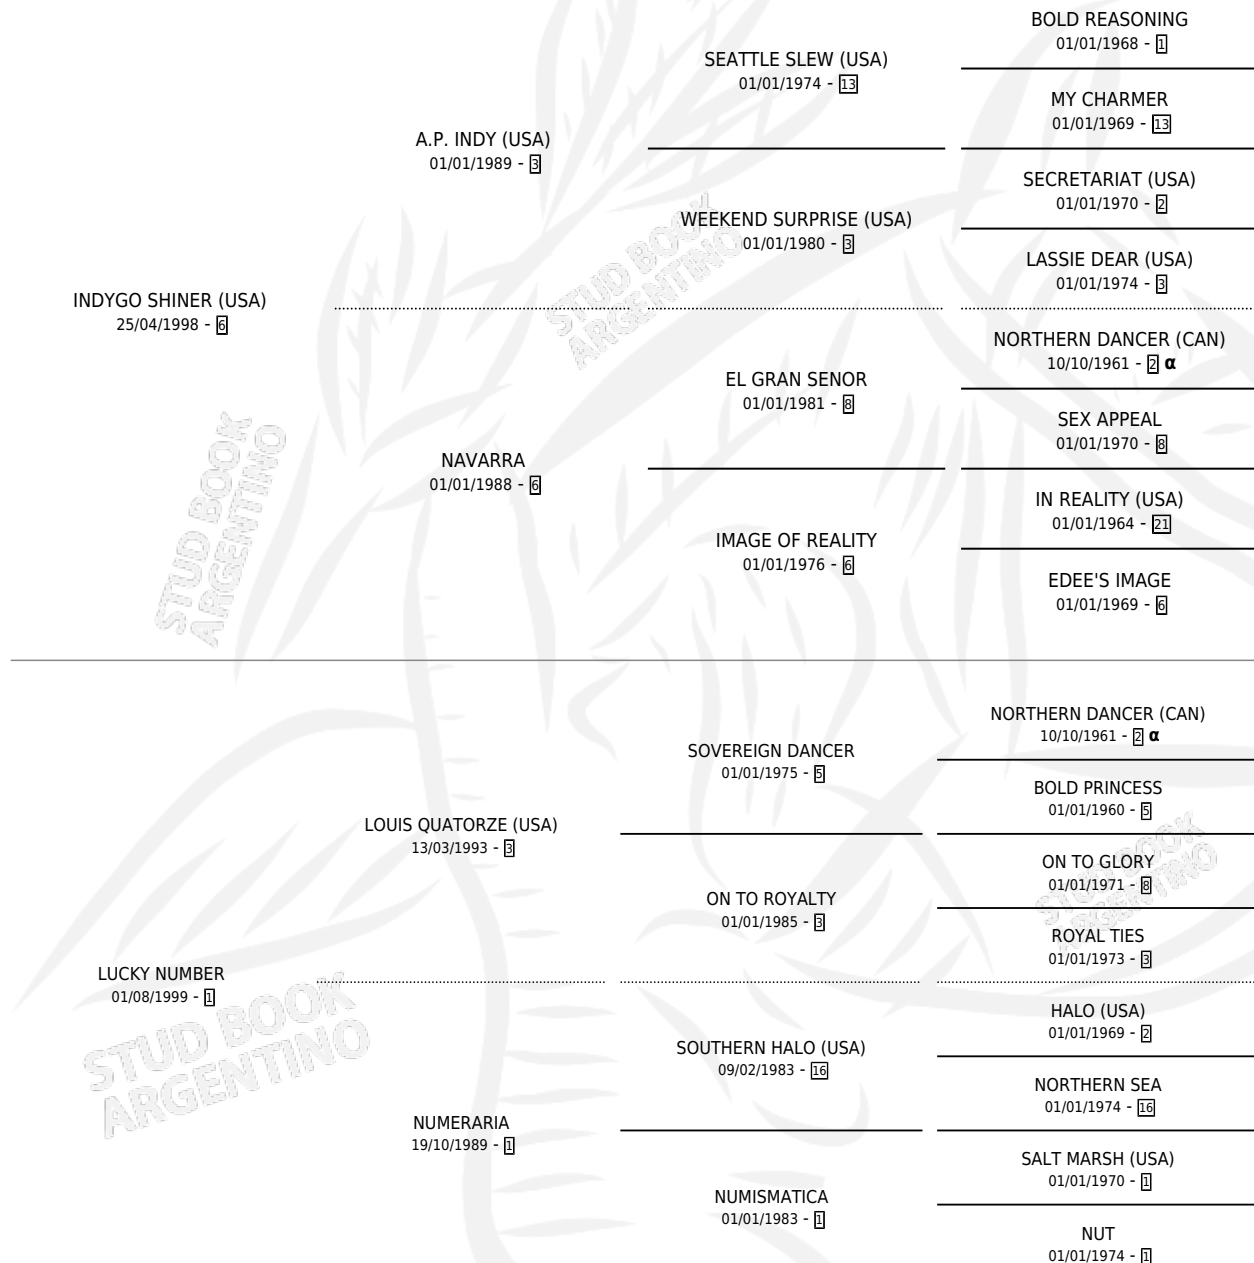 BOLD REASONING
01/01/1968 - 1
SEATTLE SLEW (USA)
01/01/1974 - 13
MY CHARMER
01/01/1969 - 13
A.P. INDY (USA)
01/01/1989 - 3
SECRETARIAT (USA)
01/01/1970 - 2
WEEKEND SURPRISE (USA)
01/01/1980 - 3
LASSIE DEAR (USA)
01/01/1974 - 3
STUD BOOK
ARGENTINO
INDYGO SHINER (USA)
25/04/1998 - 6
NORTHERN DANCER (CAN)
10/10/1961 - 2 α
EL GRAN SENOR
01/01/1981 - 8
SEX APPEAL
01/01/1970 - 8
NAVARRA
01/01/1988 - 6
IN REALITY (USA)
01/01/1964 - 21
IMAGE OF REALITY
01/01/1976 - 6
EDEE'S IMAGE
01/01/1969 - 6
STUD BOOK
ARGENTINO
NORTHERN DANCER (CAN)
10/10/1961 - 2 α
SOVEREIGN DANCER
01/01/1975 - 5
BOLD PRINCESS
01/01/1960 - 5
LOUIS QUATORZE (USA)
13/03/1993 - 3
ON TO GLORY
01/01/1971 - 8
STUD BOOK
ARGENTINO
ON TO ROYALTY
01/01/1985 - 3
ROYAL TIES
01/01/1973 - 3
LUCKY NUMBER
01/08/1999 - 1
STUD BOOK
ARGENTINO
HALO (USA)
01/01/1969 - 2
SOUTHERN HALO (USA)
09/02/1983 - 16
NORTHERN SEA
01/01/1974 - 16
NUMERARIA
19/10/1989 - 1
SALT MARSH (USA)
01/01/1970 - 1
NUMISMATICA
01/01/1983 - 1
NUT
01/01/1974 - 1